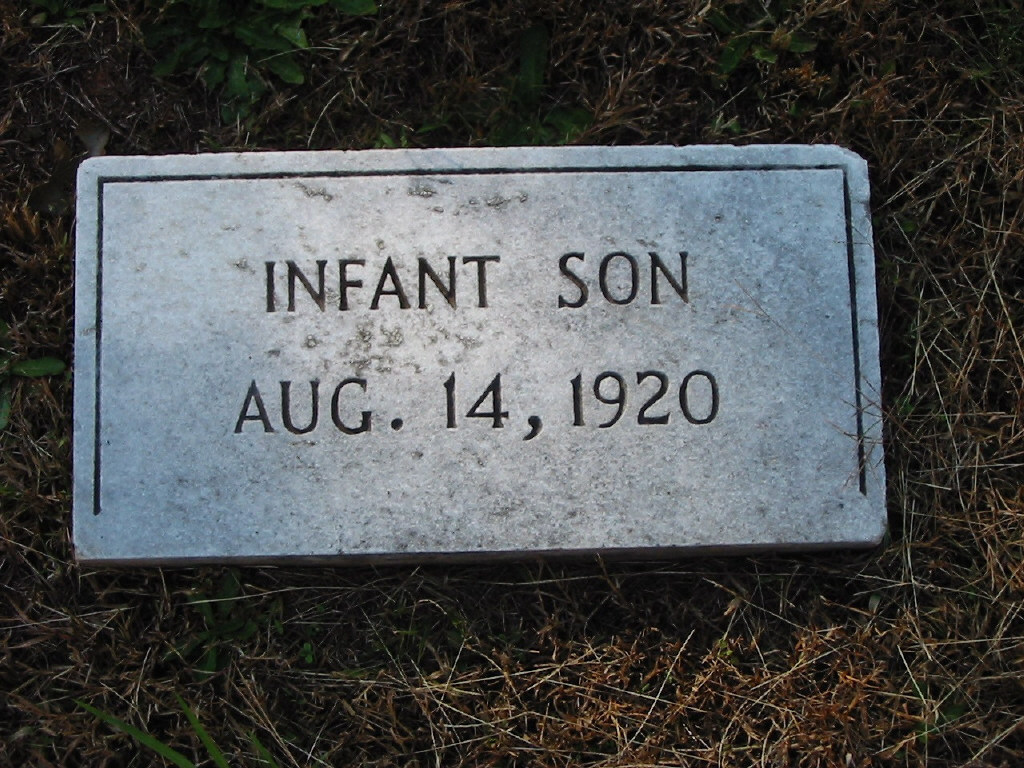 INFANT SON
AUG. 14, 1920